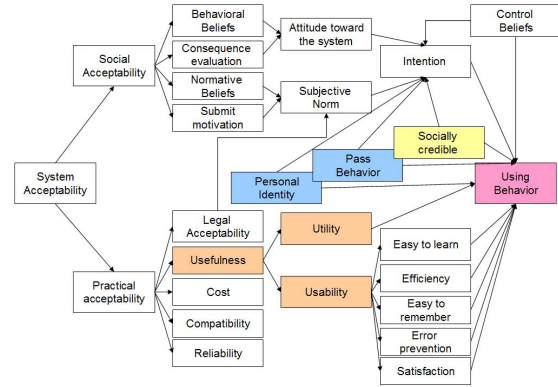 Behavioral
Beliefs
Consequence
evaluation
Normative
Beliefs
Submit
motivation
Attitude toward
the system
Subjective
Norm
Control
Beliefs
Intention
Social
Acceptability
Socially
credible
Pass
Behavior
Personal
Identity
Using
Behavior
System
Acceptability
Legal
Acceptability
Usefulness
Cost
Compatibility
Reliability
Practical
acceptability
Utility
Usability
Easy to learn
Efficiency
Easy to
remember
Error
prevention
Satisfaction